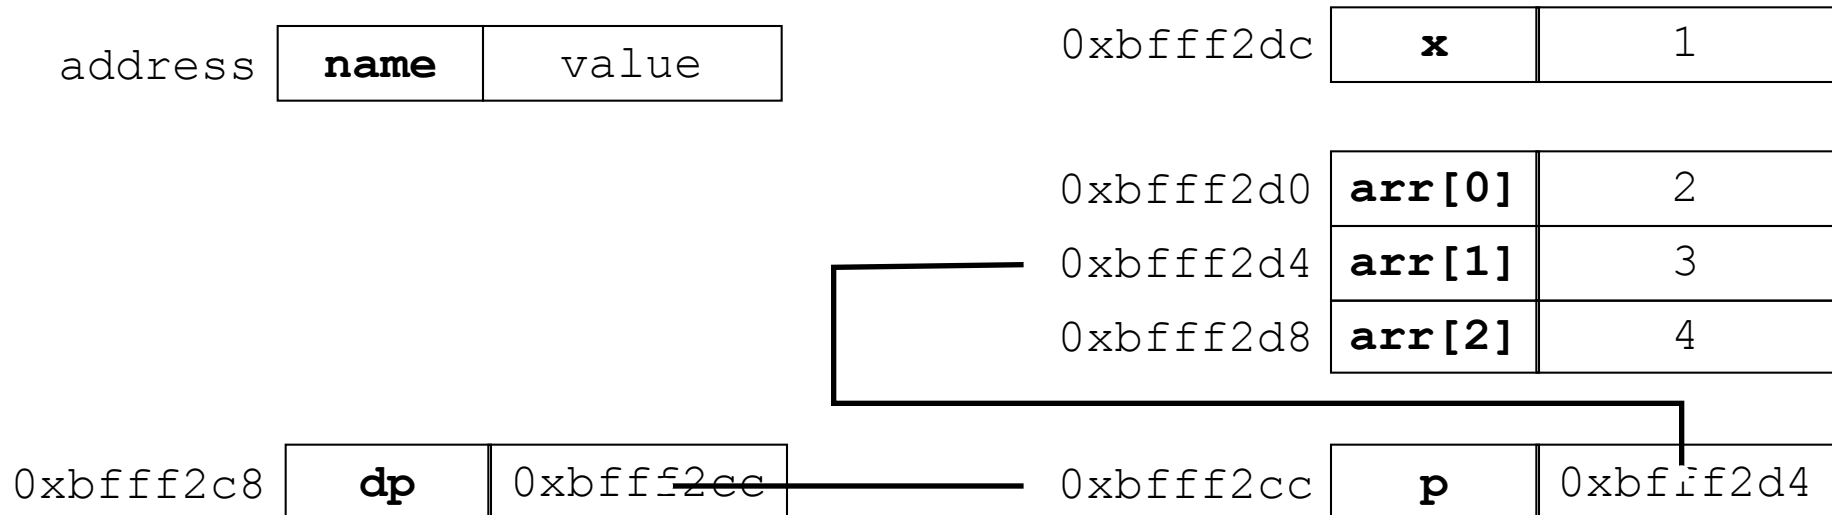 address name value
0xbfff2dc x 1
0xbfff2d0 arr[0] 2
0xbfff2d4 arr[1] 3
0xbfff2d8 arr[2] 4
0xbfff2c8 dp 0xbfff2cc
0xbfff2cc p 0xbfff2d4